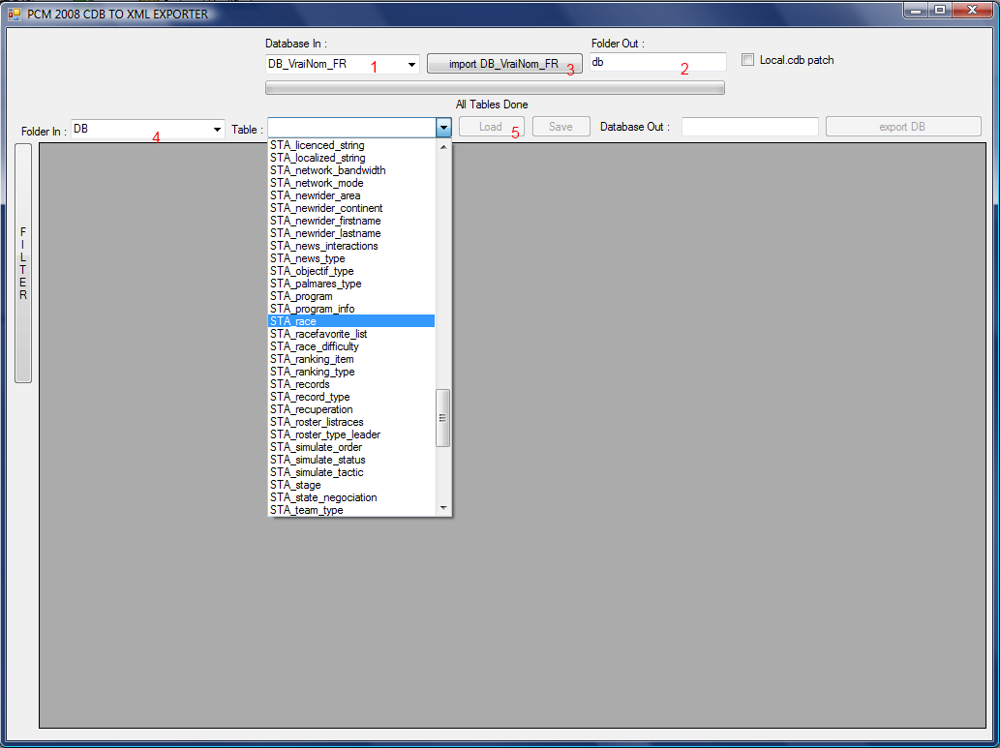 PCM 2008 CDB TO XML EXPORTER
Database In :
Folder Out :
DB_VraiNom_FR 1
import DB_VraiNom_FR 3
db 2
Local.cdb patch
All Tables Done
Folder In : DB 4
Table :
Load 5
Save
Database Out :
export DB
STA_licenced_string
STA_localized_string
STA_network_bandwidth
STA_network_mode
STA_newrider_area
STA_newrider_continent
STA_newrider_firstname
STA_newrider_lastname
STA_news_interactions
STA_news_type
STA_objectif_type
STA_palmares_type
STA_program
STA_program_info
STA_race
STA_racefavorite_list
STA_race_difficulty
STA_ranking_item
STA_ranking_type
STA_records
STA_record_type
STA_recuperation
STA_roster_listraces
STA_roster_type_leader
STA_simulate_order
STA_simulate_status
STA_simulate_tactic
STA_stage
STA_state_negociation
STA_team_type
F
I
L
T
E
R